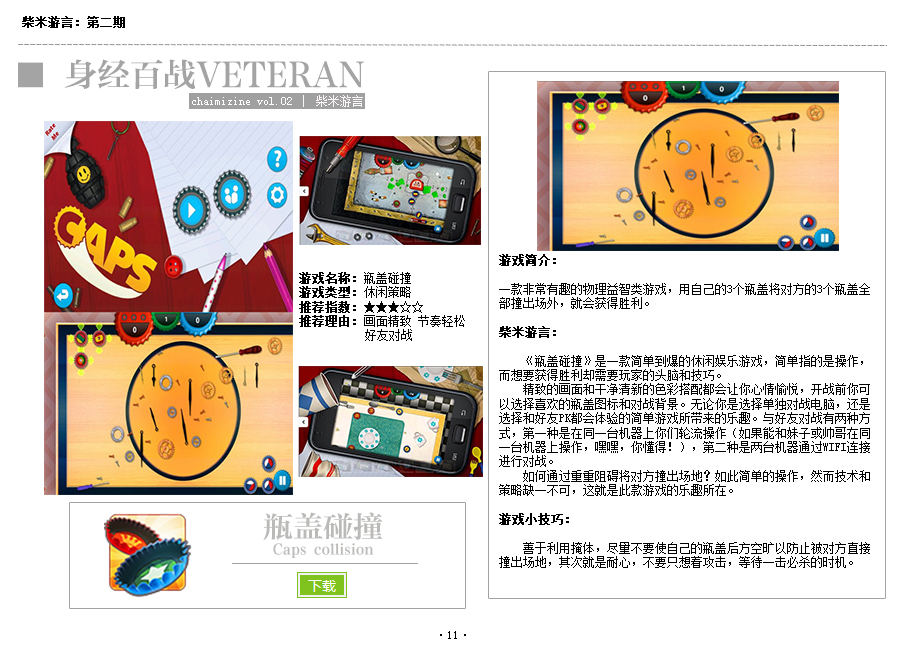 柴米游言：第二期
身经百战VETERAN
chaimizine vol.02 | 柴米游言
Rate Me
CAPS
游戏名称：瓶盖碰撞
游戏类型：休闲策略
推荐指数：★★★☆☆
推荐理由：画面精致 节奏轻松
好友对战
0 1 0
瓶盖碰撞
Caps collision
下载
0 1 0
游戏简介：
一款非常有趣的物理益智类游戏，用自己的3个瓶盖将对方的3个瓶盖全
部撞出场外，就会获得胜利。
柴米游言：
《瓶盖碰撞》是一款简单到爆的休闲娱乐游戏，简单指的是操作，
而想要获得胜利却需要玩家的头脑和技巧。
精致的画面和干净清新的色彩搭配都会让你心情愉悦，开战前你可
以选择喜欢的瓶盖图标和对战背景。无论你是选择单独对战电脑，还是
选择和好友PK都会体验的简单游戏所带来的乐趣。与好友对战有两种方
式，第一种是在同一台机器上你们轮流操作（如果能和妹子或帅哥在同
一台机器上操作，嘿嘿，你懂得！），第二种是两台机器通过WIFI连接
进行对战。
如何通过重重阻碍将对方撞出场地？如此简单的操作，然而技术和
策略缺一不可，这就是此款游戏的乐趣所在。
游戏小技巧：
善于利用掩体，尽量不要使自己的瓶盖后方空旷以防止被对方直接
撞出场地，其次就是耐心，不要只想着攻击，等待一击必杀的时机。
· 11 ·